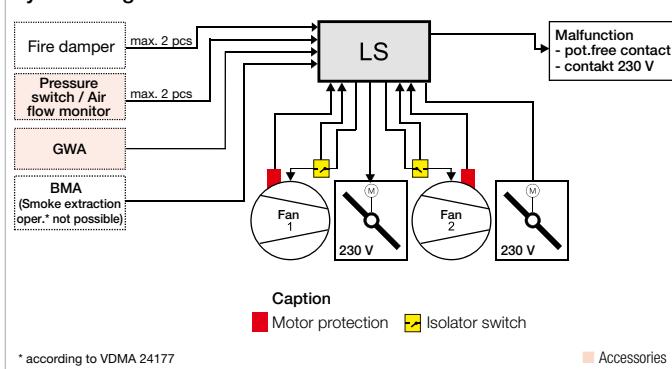 Fire damper
max. 2 pcs
Pressure
switch / Air
flow monitor
max. 2 pcs
GWA
BMA
(Smoke extraction
oper.* not possible)
LS
Malfunction
- pot.free contact
- contakt 230 V
Fan
1
M
230 V
Fan
2
M
230 V
Caption
Motor protection
Isolator switch
* according to VDMA 24177
Accessories